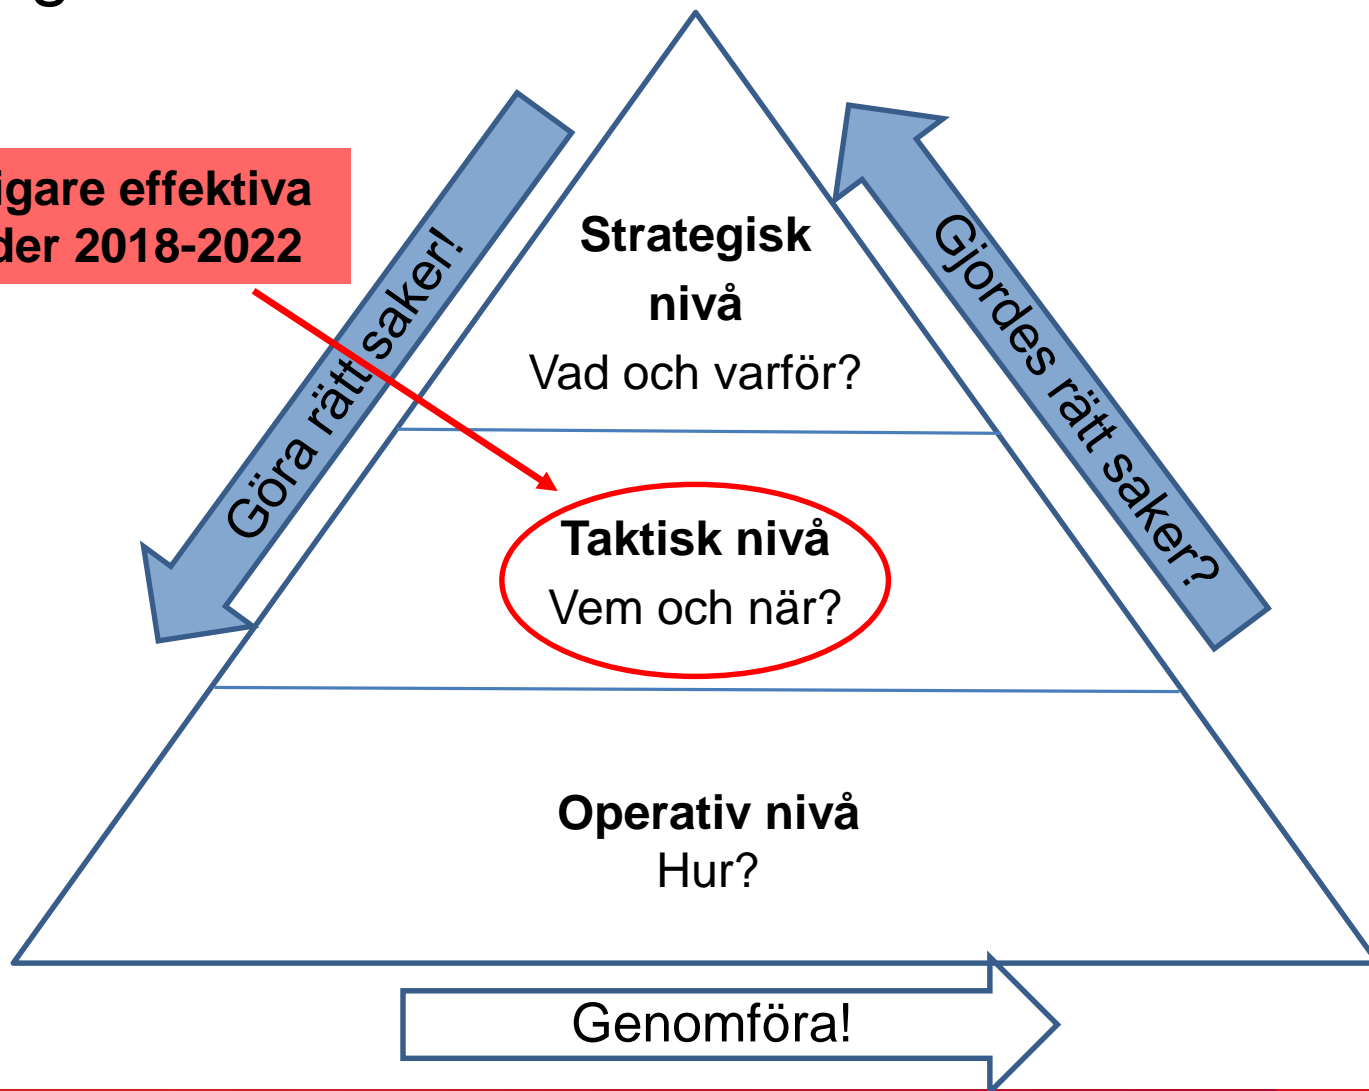 g
igare effektiva
der 2018-2022
Göra rätt saker!
Strategisk
nivå
Vad och varför?
Gjordes rätt saker?
Taktisk nivå
Vem och när?
Operativ nivå
Hur?
Genomföra!